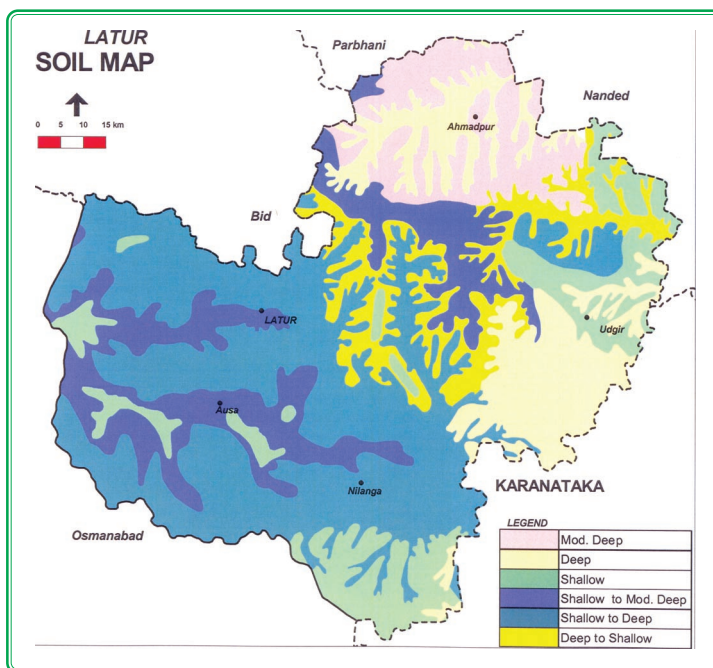 LATUR
SOIL MAP
0 5 10 15 km
Parbhani
Nanded
Ahmadpur
Bid
LATUR
Udgir
Ausa
Nilanga
Osmanabad
KARANATAKA
LEGEND
Mod. Deep
Deep
Shallow
Shallow to Mod. Deep
Shallow to Deep
Deep to Shallow